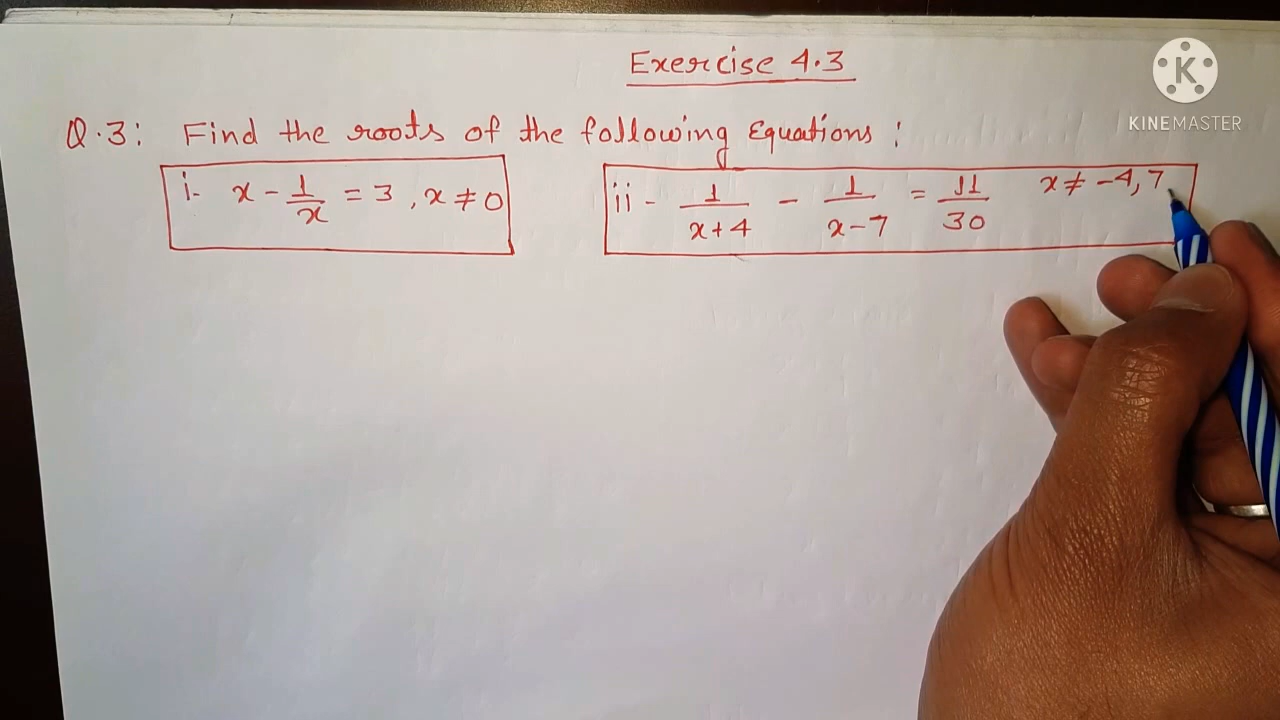 Exercise 4.3
K
KINEMASTER
Q.3: Find the roots of the following Equations:
i- x - 1/x = 3, x ≠ 0
ii- 1/(x+4) - 1/(x-7) = 11/30 x ≠ -4, 7